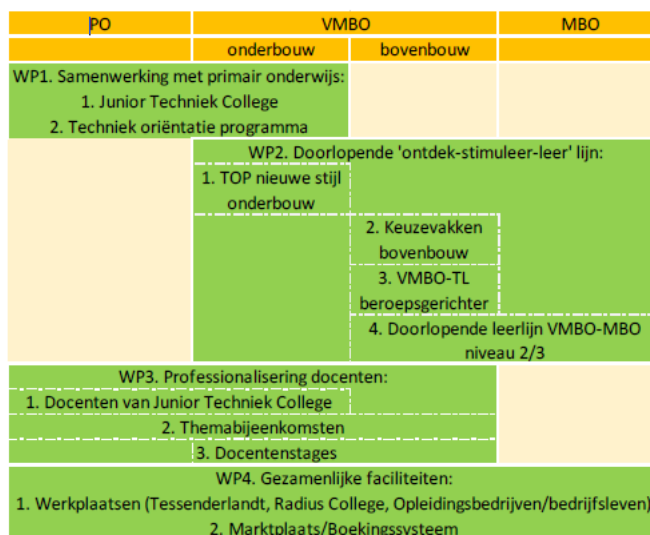 PO VMBO MBO
onderbouw bovenbouw
WP1. Samenwerking met primair onderwijs:
1. Junior Techniek College
2. Techniek oriëntatie programma
WP2. Doorlopende 'ontdek-stimuleer-leer' lijn:
1. TOP nieuwe stijl
onderbouw
2. Keuzevakken
bovenbouw
3. VMBO-TL
beroepsgerichter
4. Doorlopende leerlijn VMBO-MBO
niveau 2/3
WP3. Professionalisering docenten:
1. Docenten van Junior Techniek College
2. Themabijeenkomsten
3. Docentenstages
WP4. Gezamenlijke faciliteiten:
1. Werkplaatsen (Tessenderlandt, Radius College, Opleidingsbedrijven/bedrijfsleven)
2. Marktplaats/Boekingssysteem